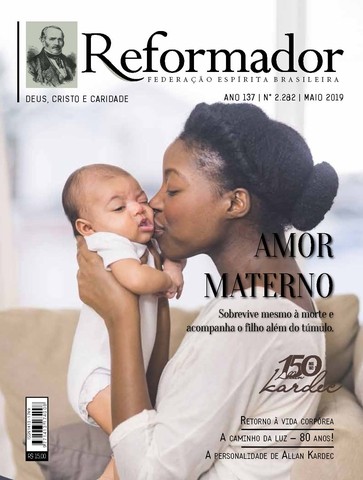 Reformador
FEDERAÇÃO ESPÍRITA BRASILEIRA
DEUS, CRISTO E CARIDADE
ANO 137 | Nº 2.282 | MAIO 2019
AMOR
MATERNO
Sobrevive mesmo à morte e
acompanha o filho além do túmulo.
150
kardec
RETORNO À VIDA CORPÓREA
A CAMINHO DA LUZ – 80 ANOS!
A PERSONALIDADE DE ALLAN KARDEC
R$ 15,00